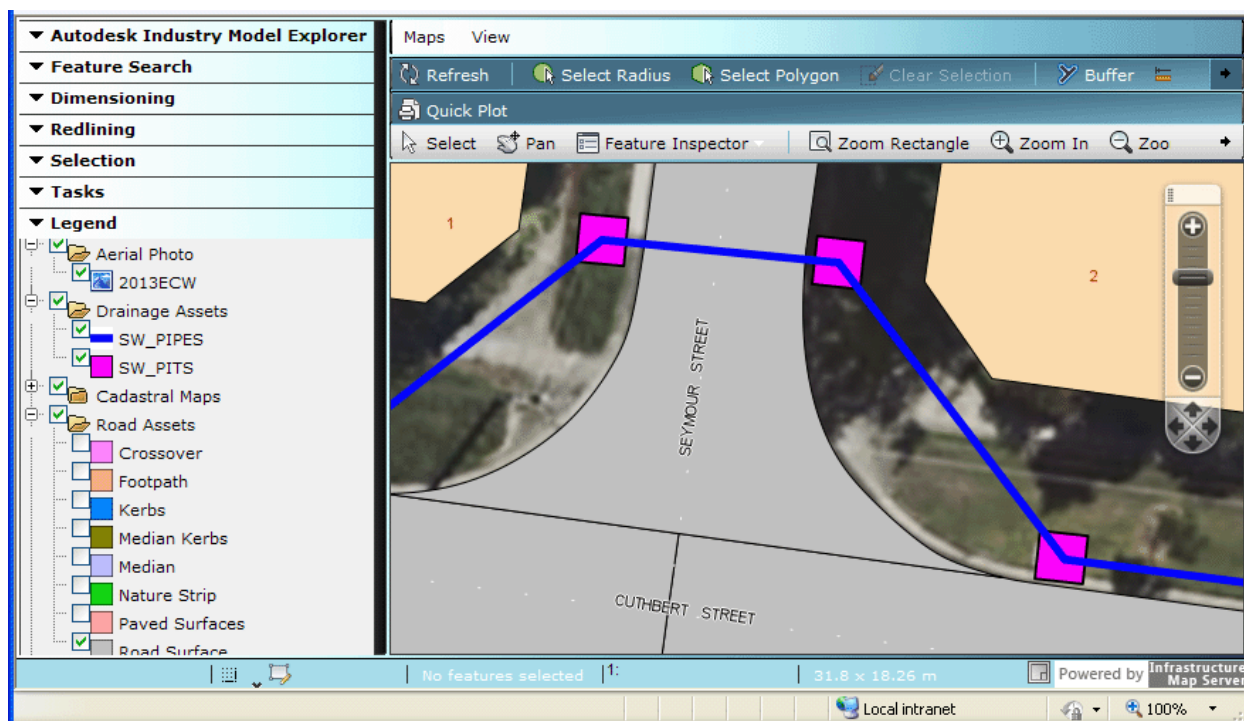 Autodesk Industry Model Explorer
Feature Search
Dimensioning
Redlining
Selection
Tasks
Legend
Aerial Photo
2013ECW
Drainage Assets
SW_PIPES
SW_PITS
Cadastral Maps
Road Assets
Crossover
Footpath
Kerbs
Median Kerbs
Median
Nature Strip
Paved Surfaces
Road Surface
Maps View
Refresh Select Radius Select Polygon Clear Selection Buffer
Quick Plot
Select Pan Feature Inspector Zoom Rectangle Zoom In Zoo
1
2
SEYMOUR STREET
CUTHBERT STREET
No features selected 1: 31.8 x 18.26 m Powered by Infrastructure
Map Server
Local intranet 100%